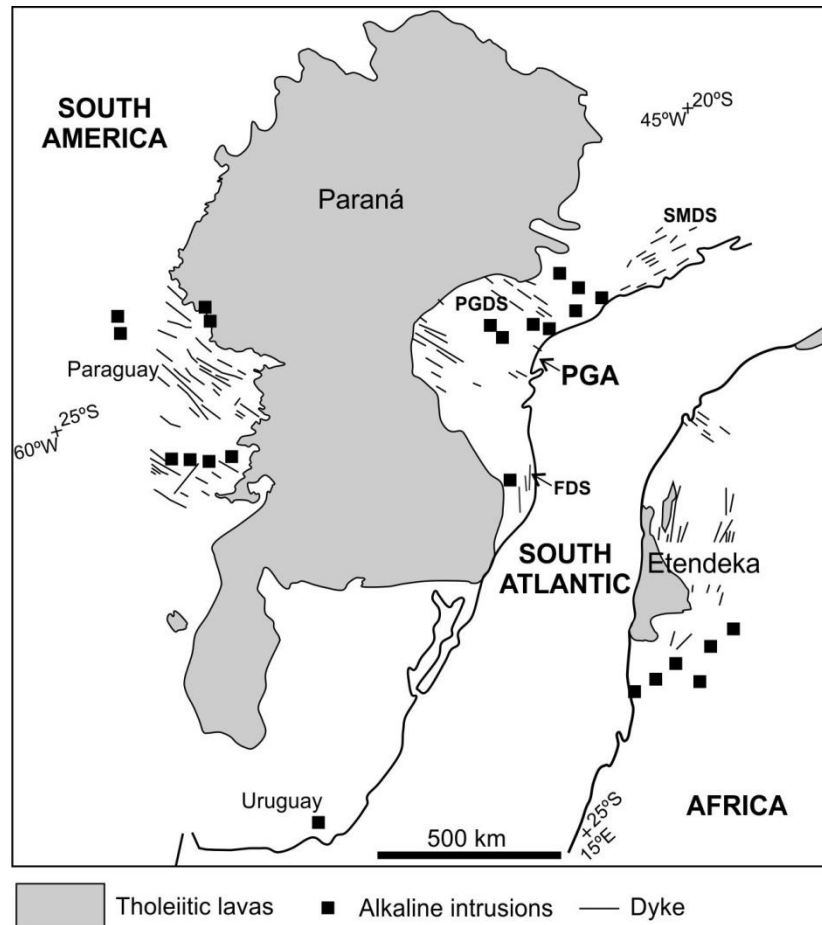 SOUTH
AMERICA
45ºW
20ºS
Paraná
SMDS
PGDS
Paraguay
PGA
60ºW
25ºS
FDS
SOUTH
ATLANTIC
Etendeka
Uruguay
500 km
25ºS
15ºE
AFRICA
Tholeiitic lavas
Alkaline intrusions
Dyke